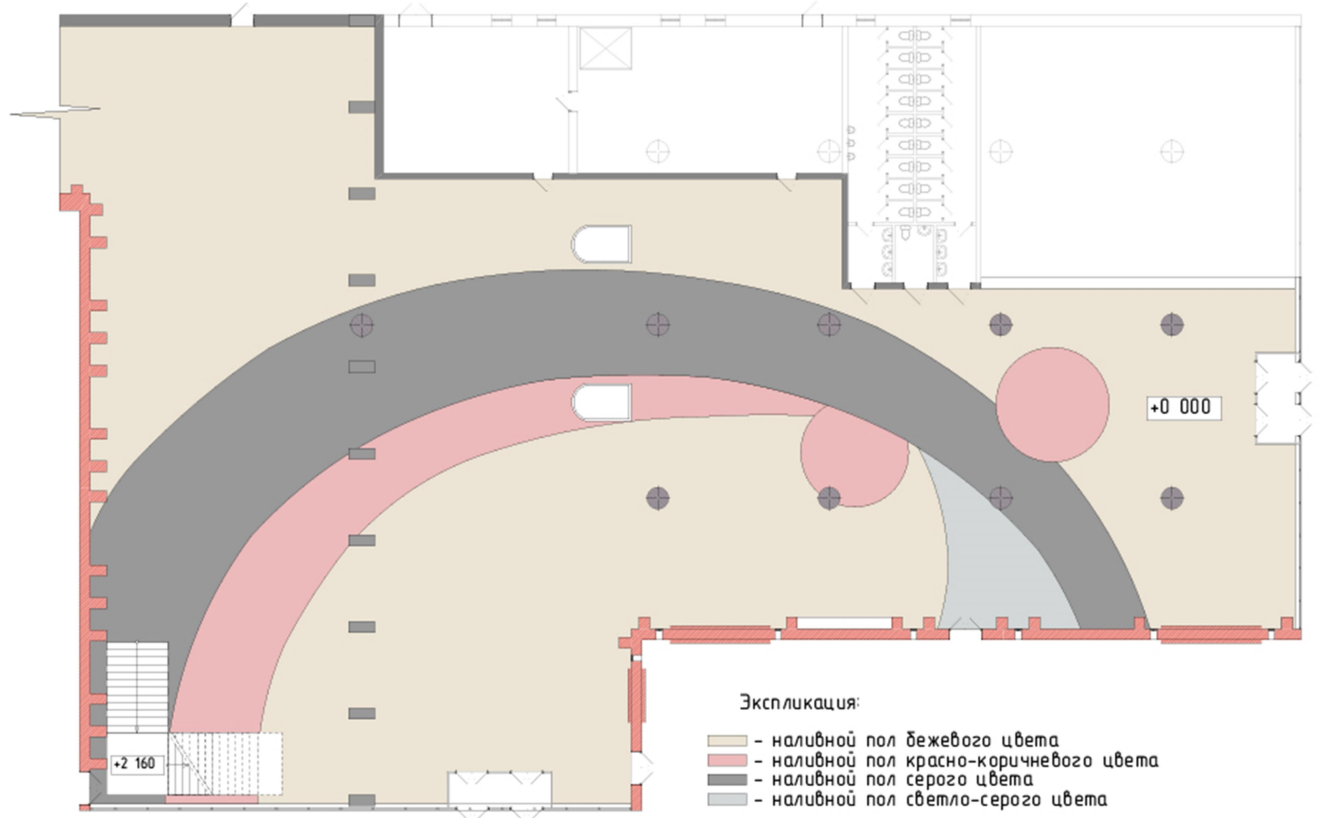 +0 000
+2 160
Экспликация:
- наливной пол бежевого цвета
- наливной пол красно-коричневого цвета
- наливной пол серого цвета
- наливной пол светло-серого цвета